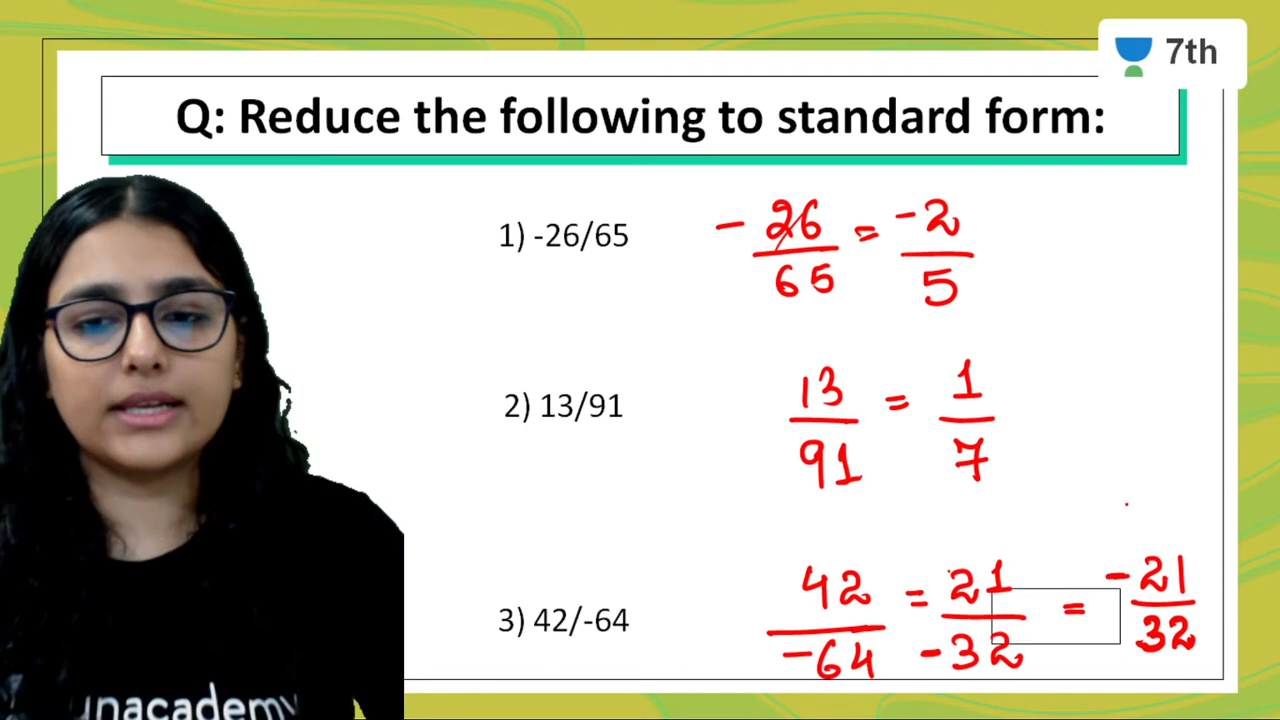 7th
Q: Reduce the following to standard form:
1) -26/65
- 26/65 = -2/5
2) 13/91
13/91 = 1/7
3) 42/-64
42/-64 = 21/-32 = -21/32
unacademy